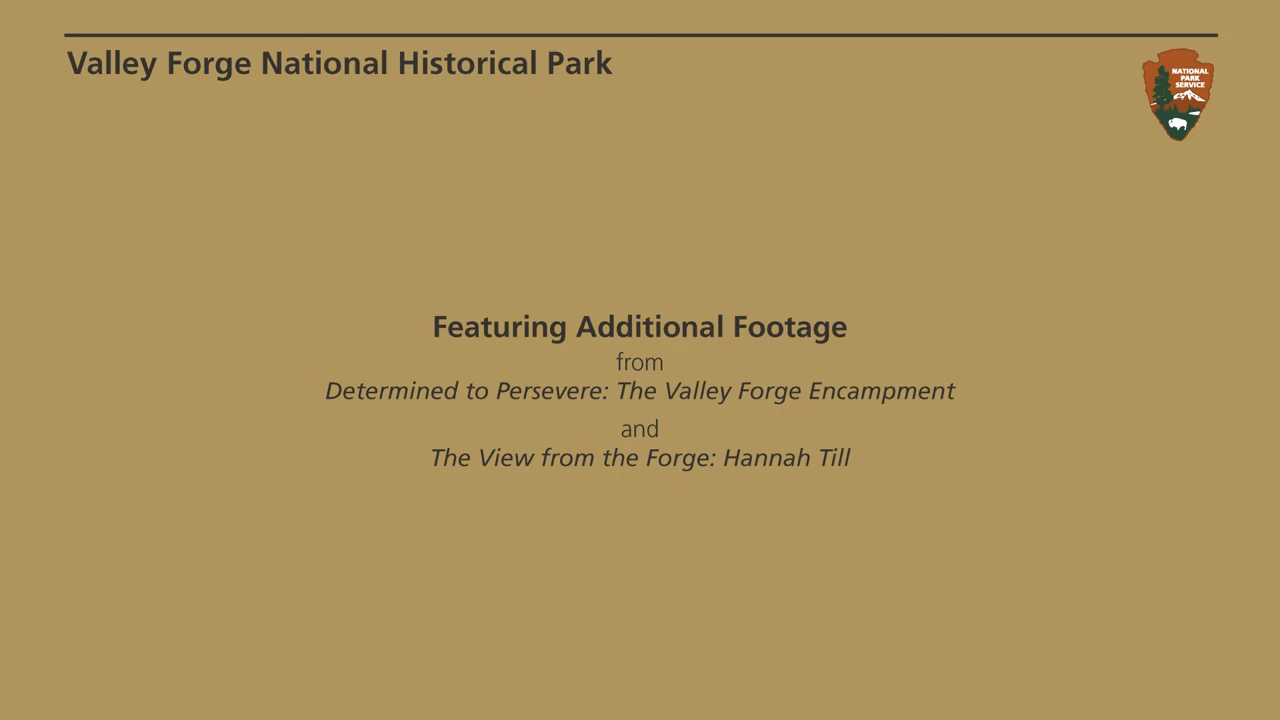 Valley Forge National Historical Park
NATIONAL
PARK
SERVICE
Featuring Additional Footage
from
Determined to Persevere: The Valley Forge Encampment
and
The View from the Forge: Hannah Till